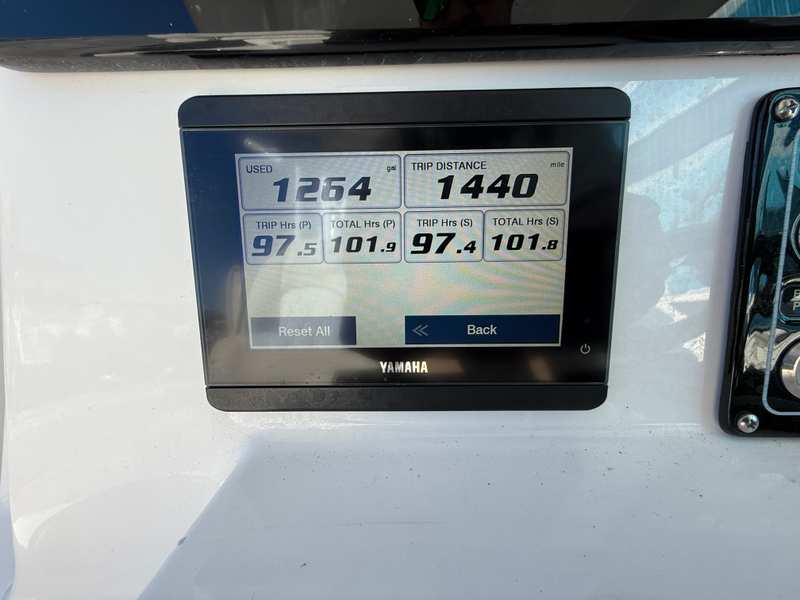 USED gal TRIP DISTANCE mile
1264 1440
TRIP Hrs (P) TOTAL Hrs (P) TRIP Hrs (S) TOTAL Hrs (S)
97.5 101.9 97.4 101.8
Reset All Back
YAMAHA